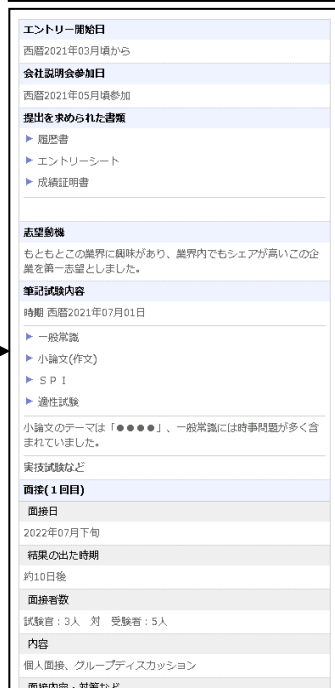 エントリー開始日
西暦2021年03月頃から
会社説明会参加日
西暦2021年05月頃参加
提出を求められた書類
▶ 履歴書
▶ エントリーシート
▶ 成績証明書
志望動機
もともとこの業界に興味があり、業界内でもシェアが高いこの企
業を第一志望としました。
筆記試験内容
時期 西暦2021年07月01日
▶ 一般常識
▶ 小論文(作文)
▶ ＳＰＩ
▶ 適性試験
小論文のテーマは「●●●●」、一般常識には時事問題が多く含
まれていました。
実技試験など
面接(１回目)
面接日
2022年07月下旬
結果の出た時期
約10日後
面接者数
試験官：3人　対　受験者：5人
内容
個人面接、グループディスカッション
面接内容・対策など